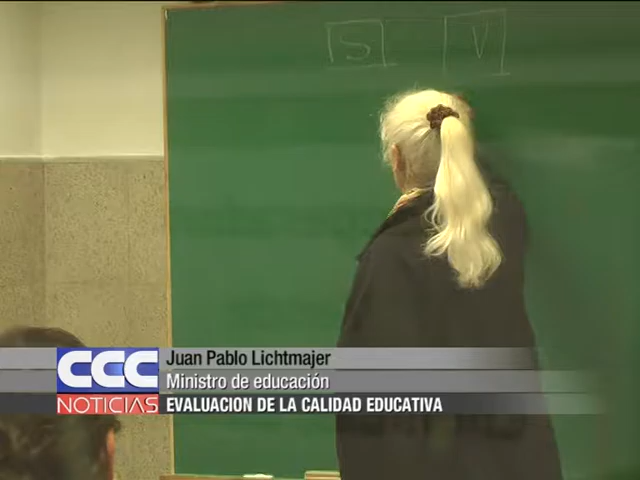 S V
CCC
NOTICIAS
Juan Pablo Lichtmajer
Ministro de educación
EVALUACION DE LA CALIDAD EDUCATIVA